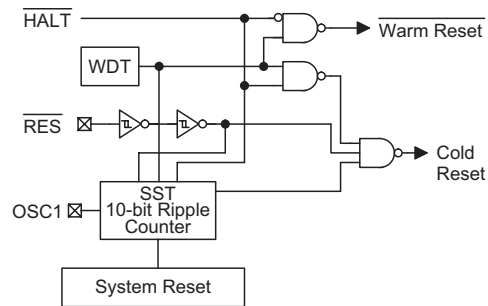 HALT
Warm Reset
WDT
RES
Cold
Reset
SST
10-bit Ripple
Counter
OSC1
System Reset